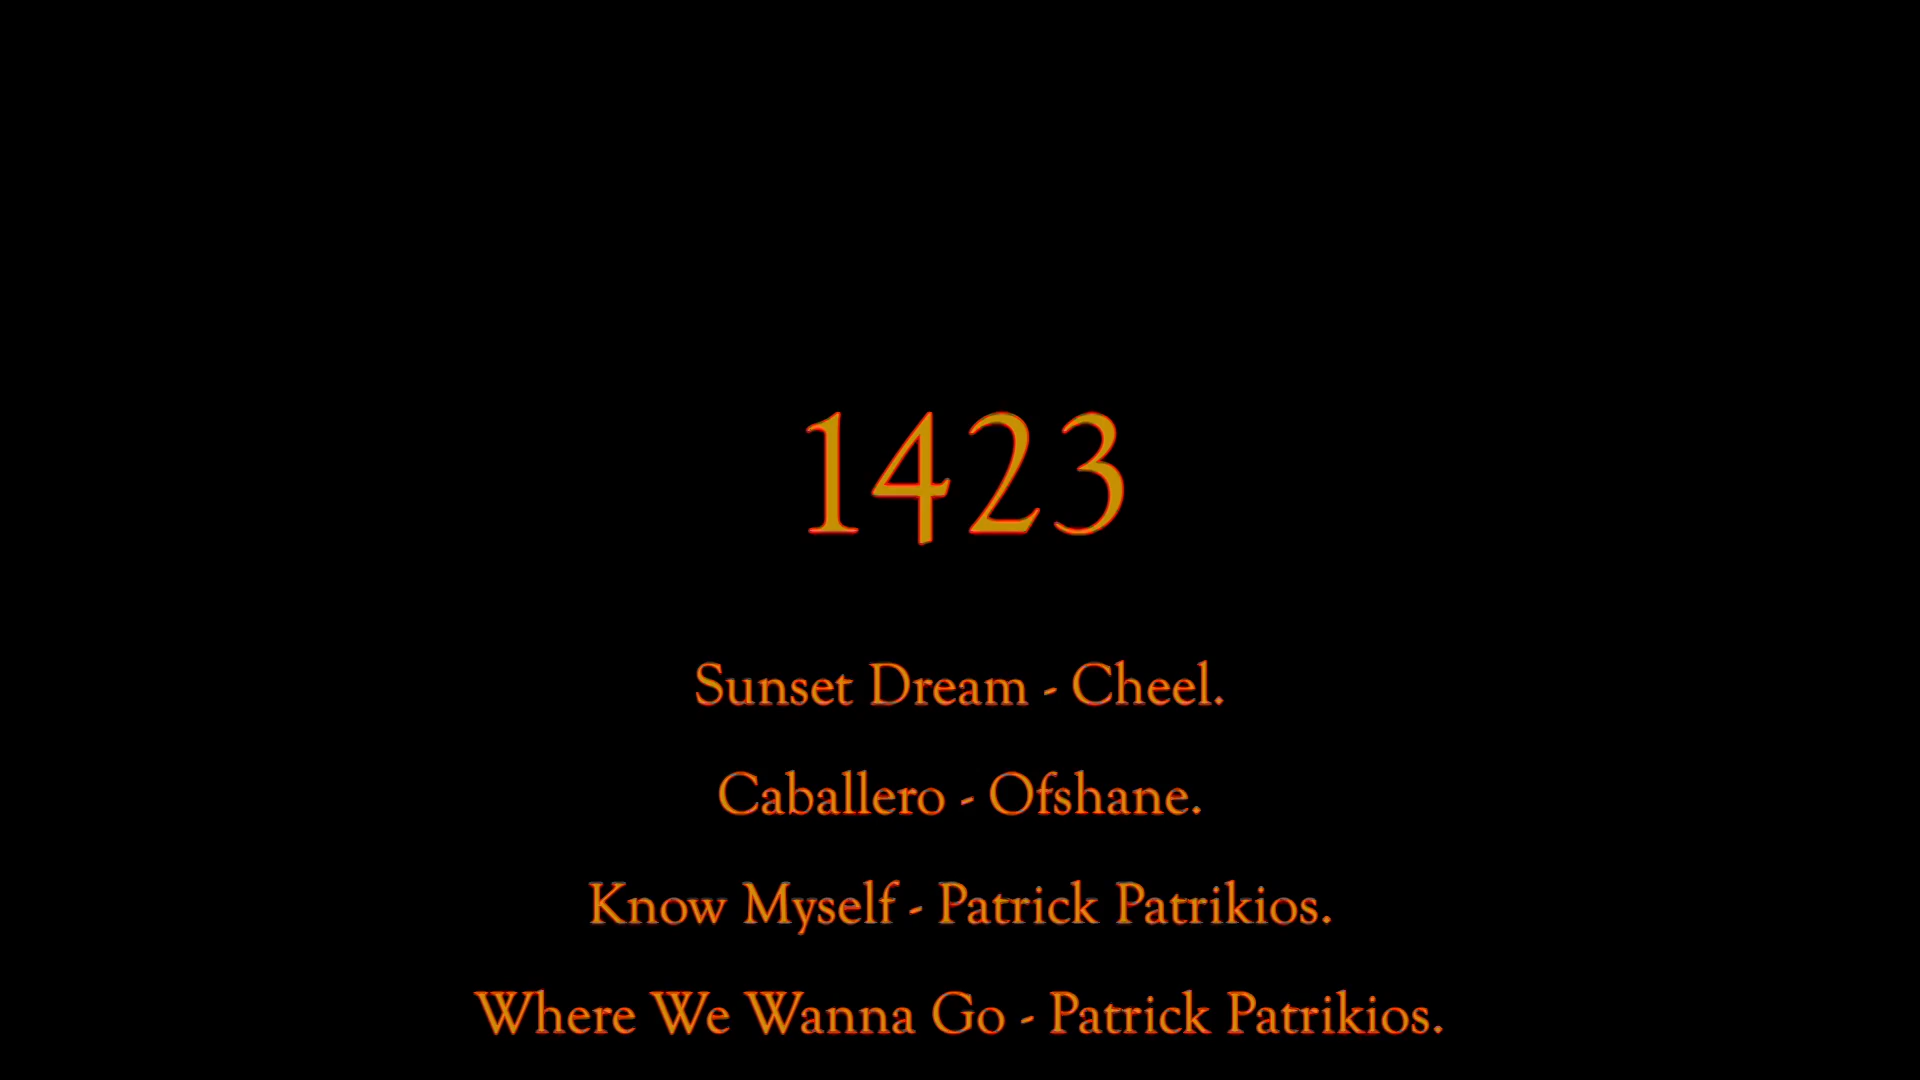 1423
Sunset Dream - Cheel.
Caballero - Ofshane.
Know Myself - Patrick Patrikios.
Where We Wanna Go - Patrick Patrikios.